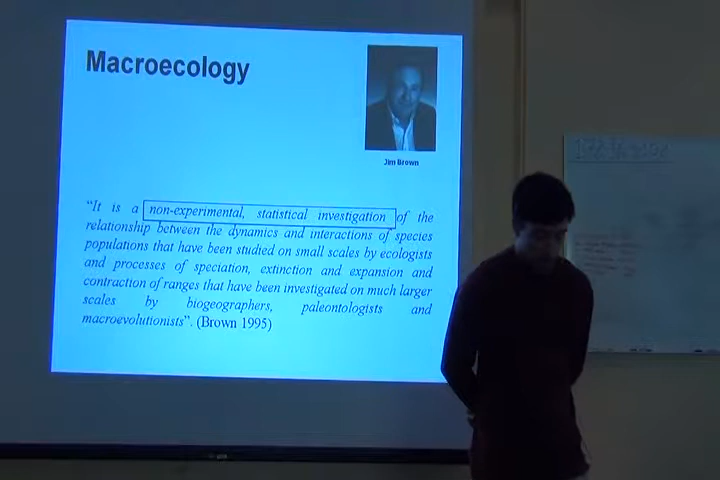 Macroecology
Jim Brown
“It is a non-experimental, statistical investigation of the
relationship between the dynamics and interactions of species
populations that have been studied on small scales by ecologists
and processes of speciation, extinction and expansion and
contraction of ranges that have been investigated on much larger
scales by biogeographers, paleontologists and
macroevolutionists”. (Brown 1995)